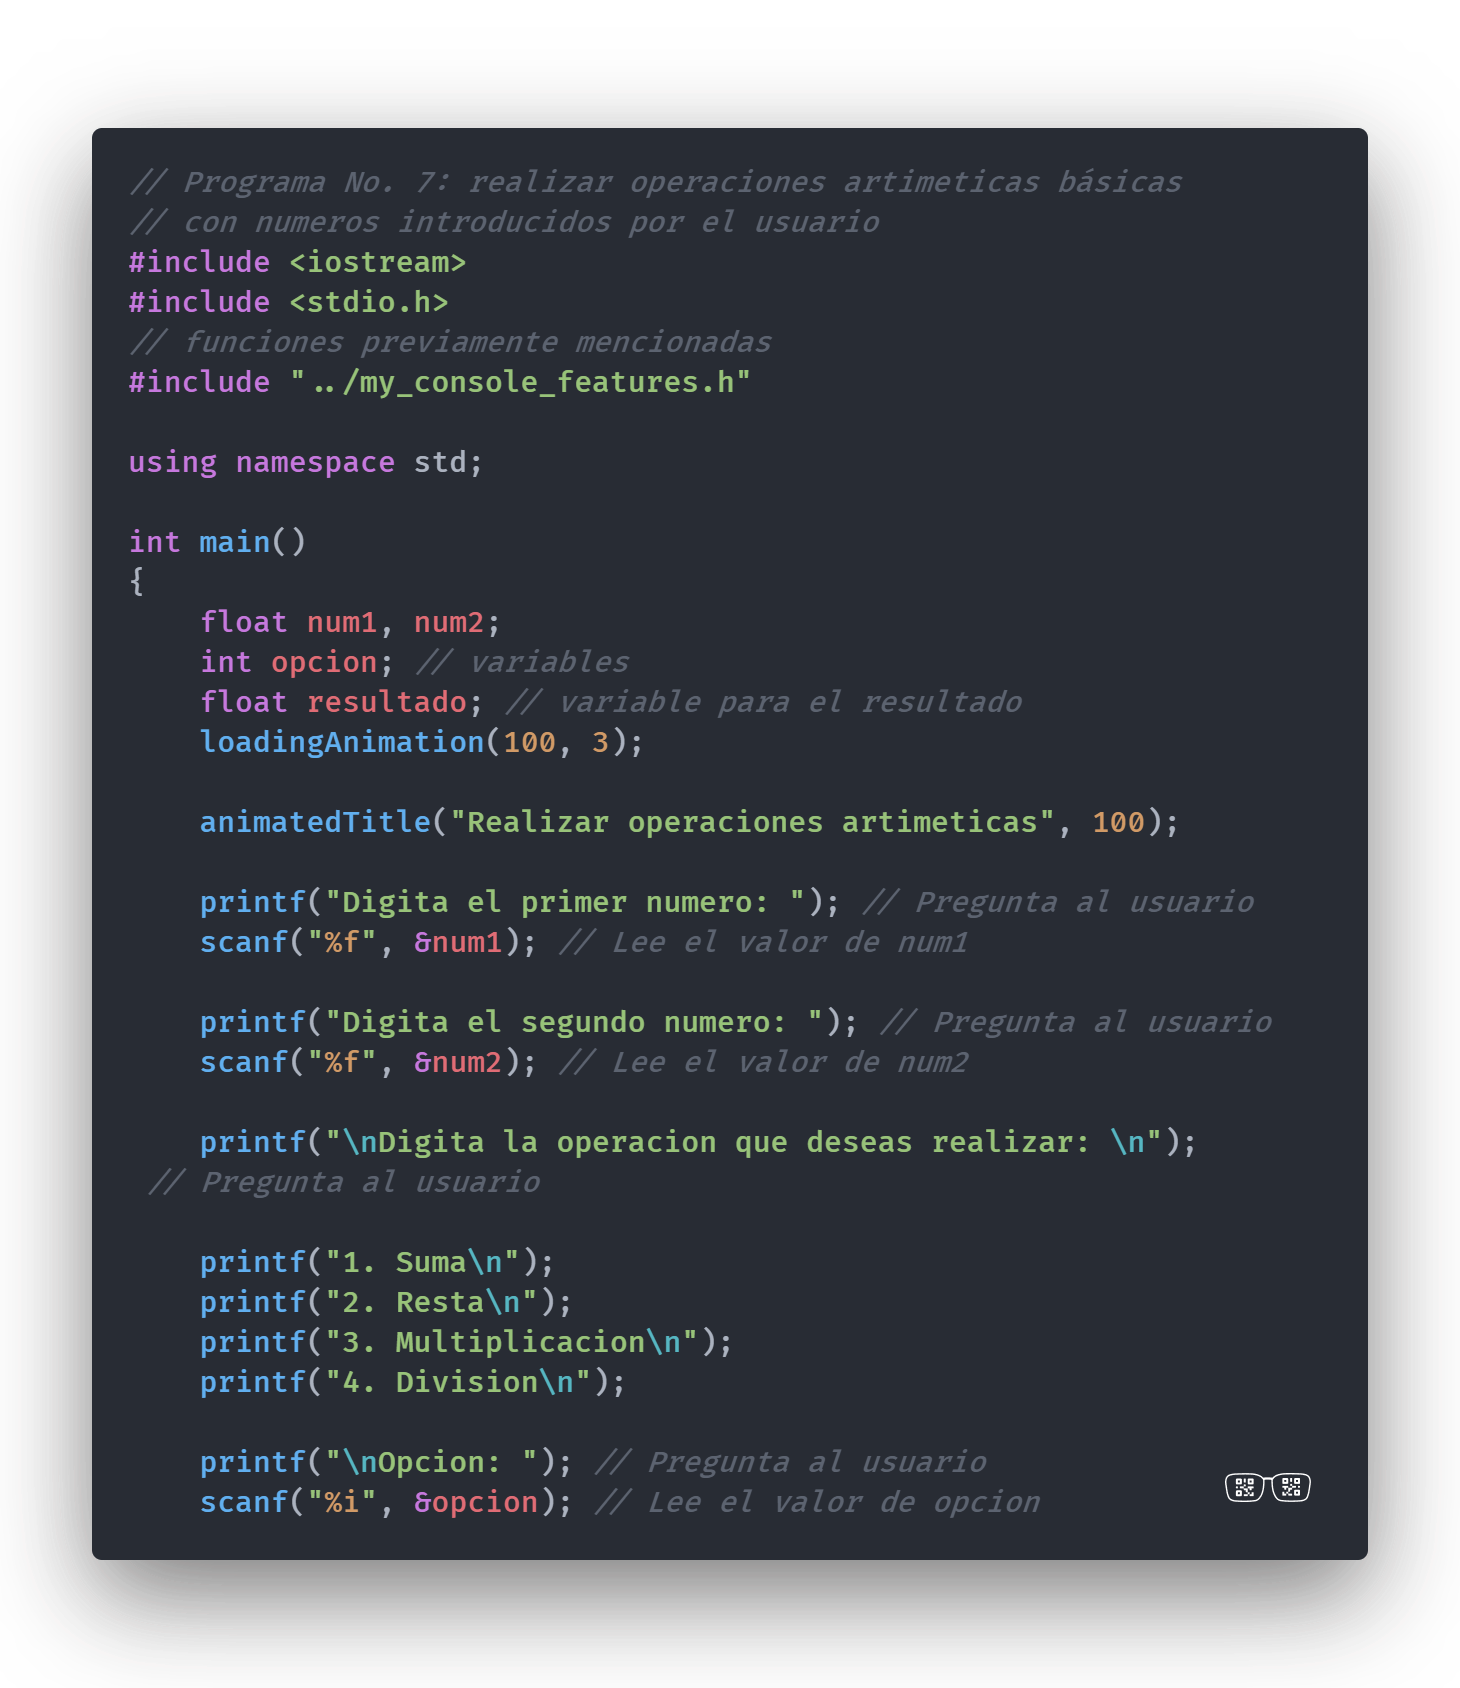 // Programa No. 7: realizar operaciones artimeticas básicas
// con numeros introducidos por el usuario
#include <iostream>
#include <stdio.h>
// funciones previamente mencionadas
#include "../my_console_features.h"
using namespace std;
int main()
{
    float num1, num2;
    int opcion; // variables
    float resultado; // variable para el resultado
    loadingAnimation(100, 3);
    animatedTitle("Realizar operaciones artimeticas", 100);
    printf("Digita el primer numero: "); // Pregunta al usuario
    scanf("%f", &num1); // Lee el valor de num1
    printf("Digita el segundo numero: "); // Pregunta al usuario
    scanf("%f", &num2); // Lee el valor de num2
    printf("\nDigita la operacion que deseas realizar: \n");
 // Pregunta al usuario
    printf("1. Suma\n");
    printf("2. Resta\n");
    printf("3. Multiplicacion\n");
    printf("4. Division\n");
    printf("\nOpcion: "); // Pregunta al usuario
    scanf("%i", &opcion); // Lee el valor de opcion